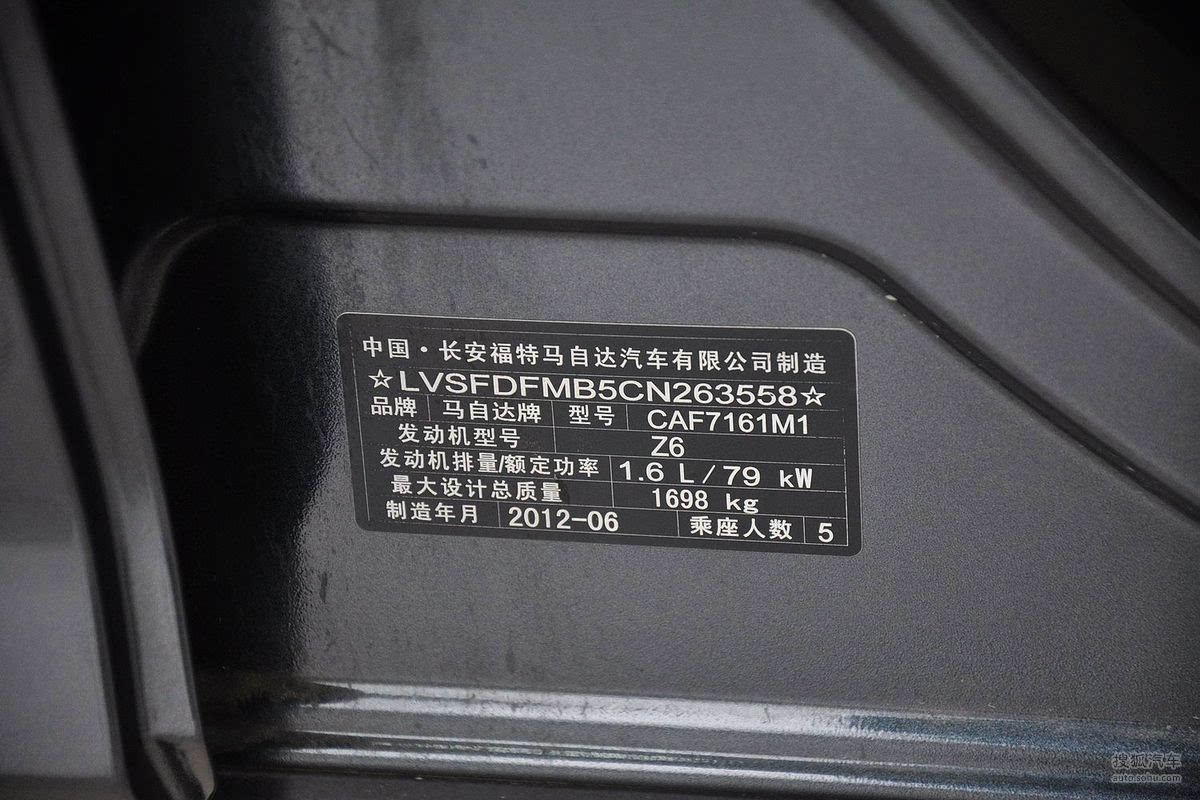 中国·长安福特马自达汽车有限公司制造
☆LVSFDFMB5CN263558☆
品牌 马自达牌 型号 CAF7161M1
发动机型号 Z6
发动机排量/额定功率 1.6 L/79 kW
最大设计总质量 1698 kg
制造年月 2012-06 乘座人数 5
搜狐汽车
auto.sohu.com